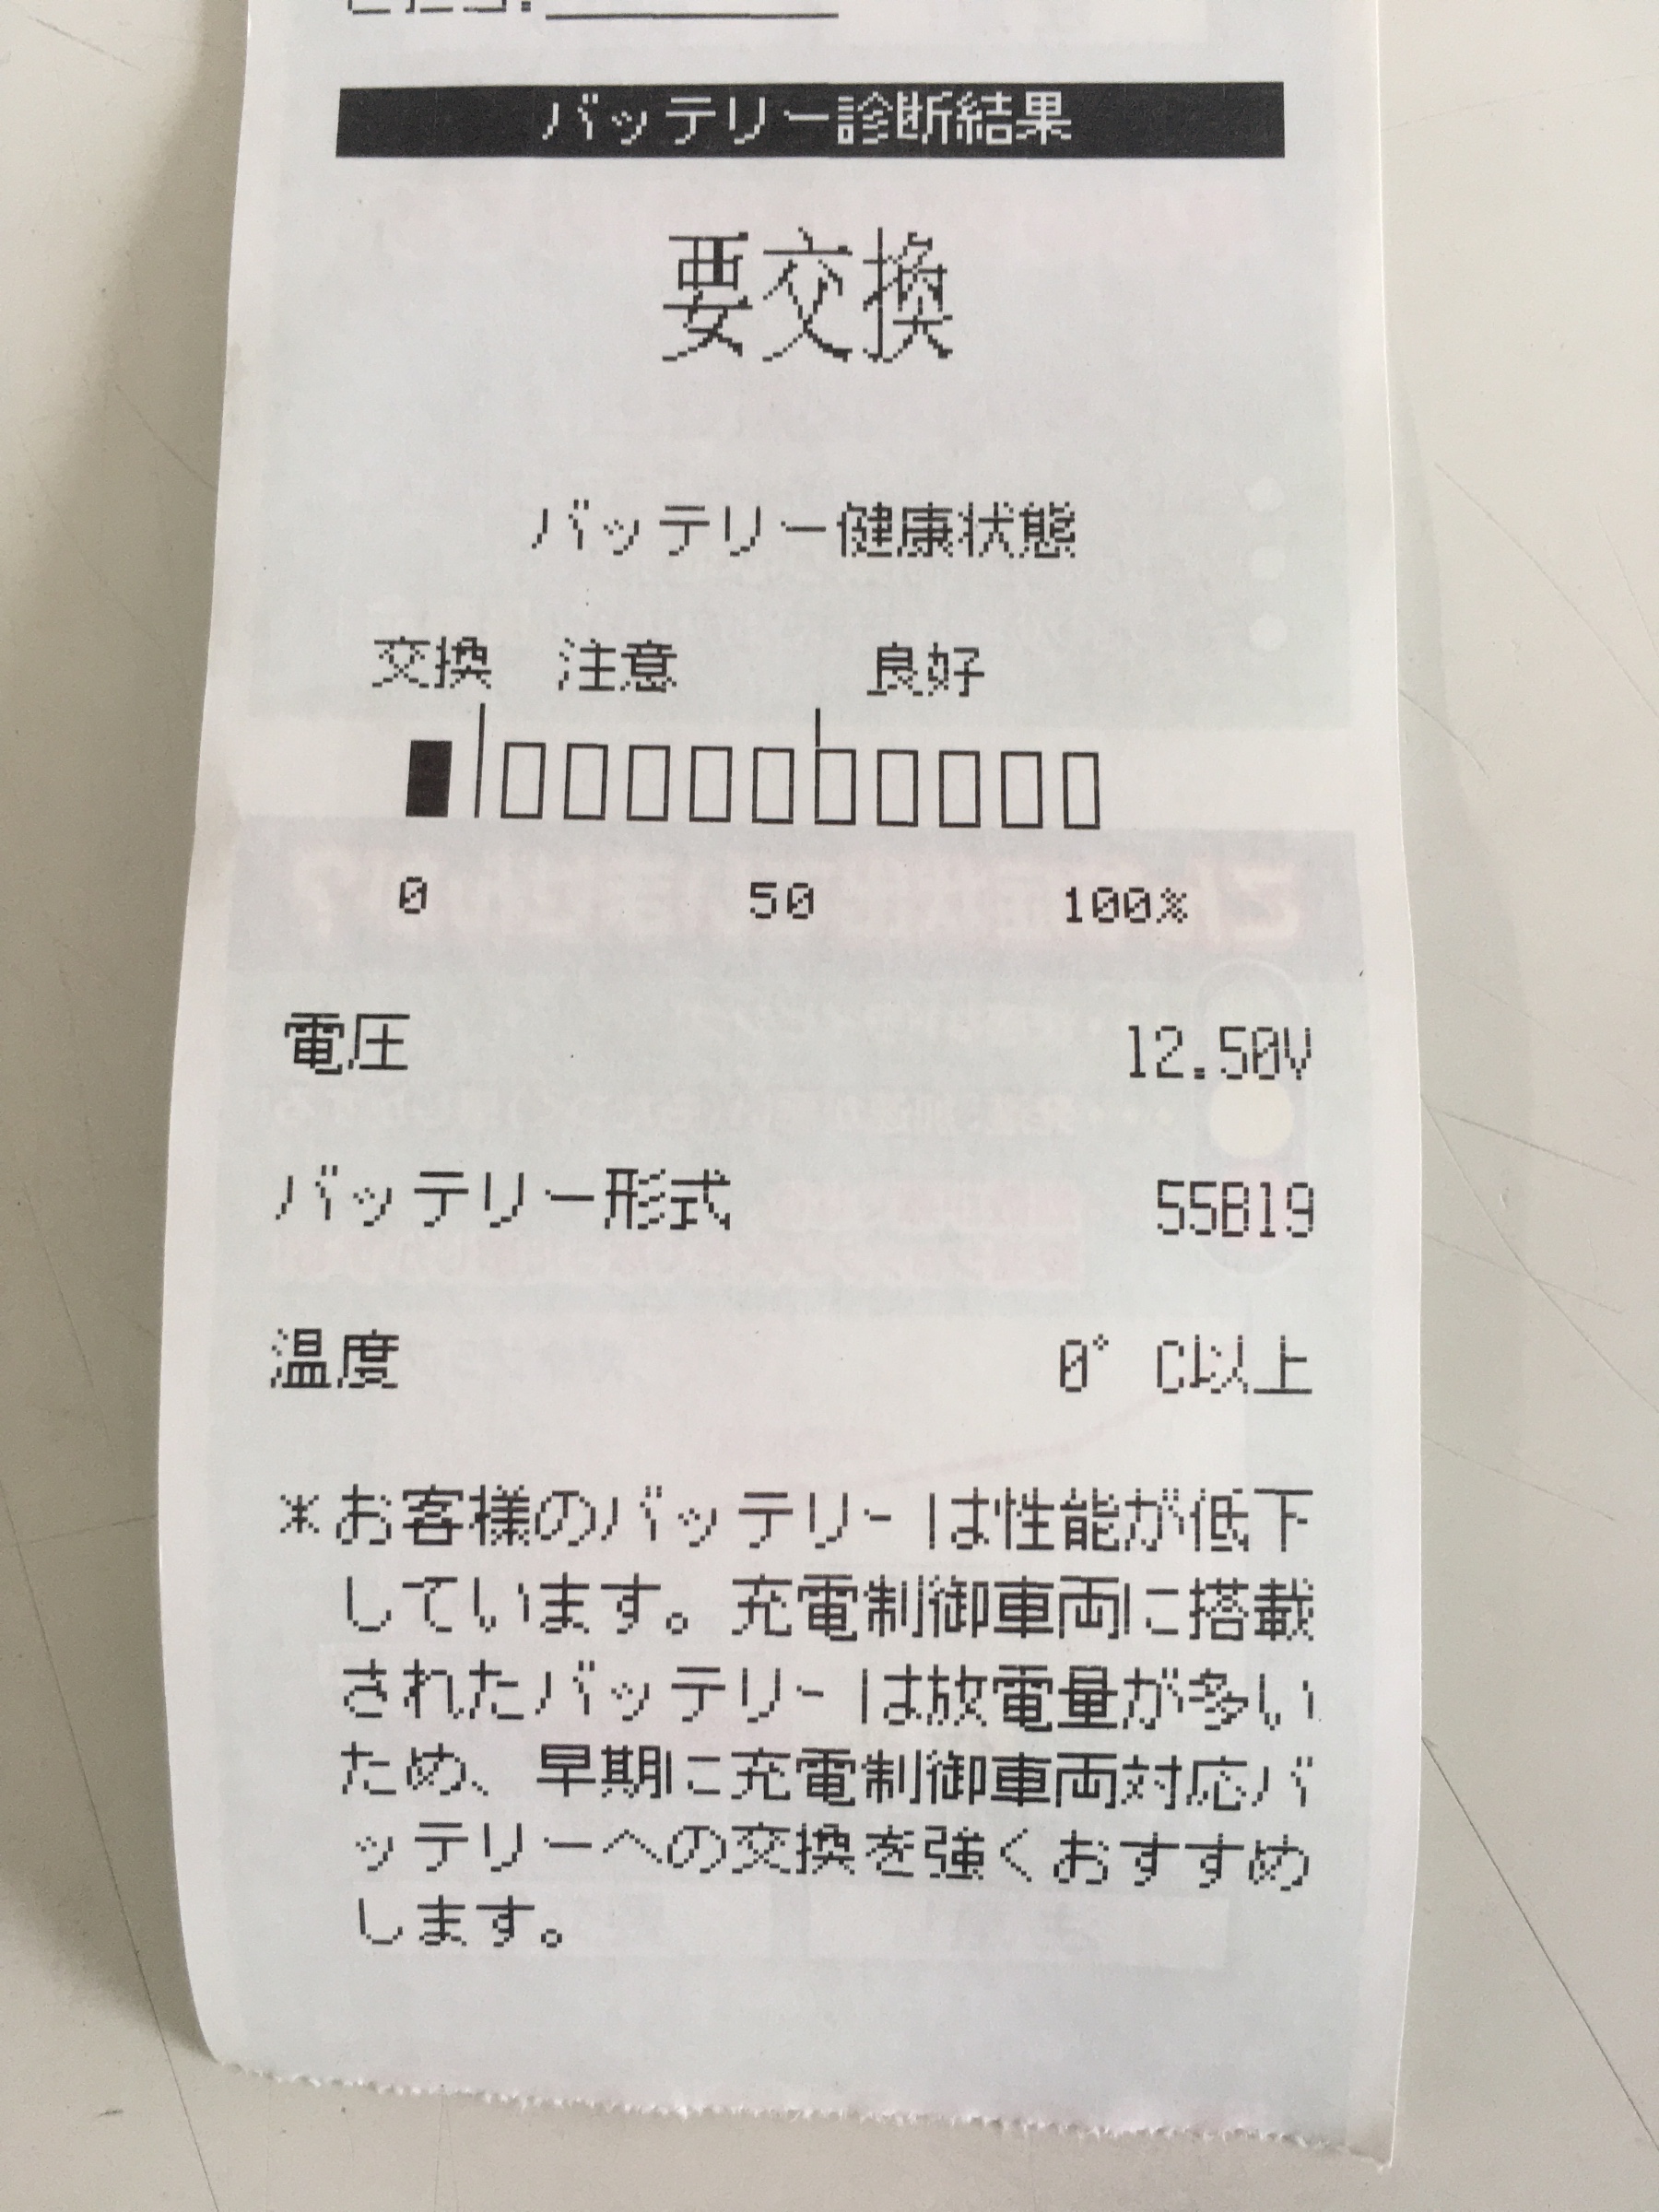 バッテリー診断結果
要交換
バッテリー健康状態
交換 注意 良好
0 50 100%
電圧 12.50V
バッテリー形式 55B19
温度 0° C以上
*お客様のバッテリーは性能が低下
しています。充電制御車両に搭載
されたバッテリーは放電量が多い
ため、早期に充電制御車両対応バ
ッテリーへの交換を強くおすすめ
します。